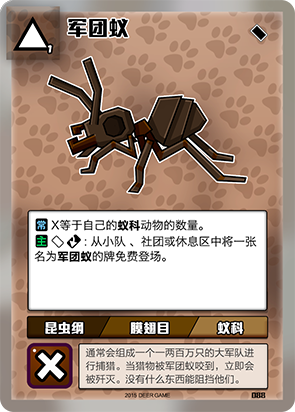 军团蚁
1
常 X等于自己的蚁科动物的数量。
主 : 从小队、社团或休息区中将一张
名为军团蚁的牌免费登场。
昆虫纲 膜翅目 蚁科
X
通常会组成一个一两百万只的大军队进
行捕猎。当猎物被军团蚁咬到,立即会
被歼灭。没有什么东西能阻挡他们。
2015 DEER GAME
088